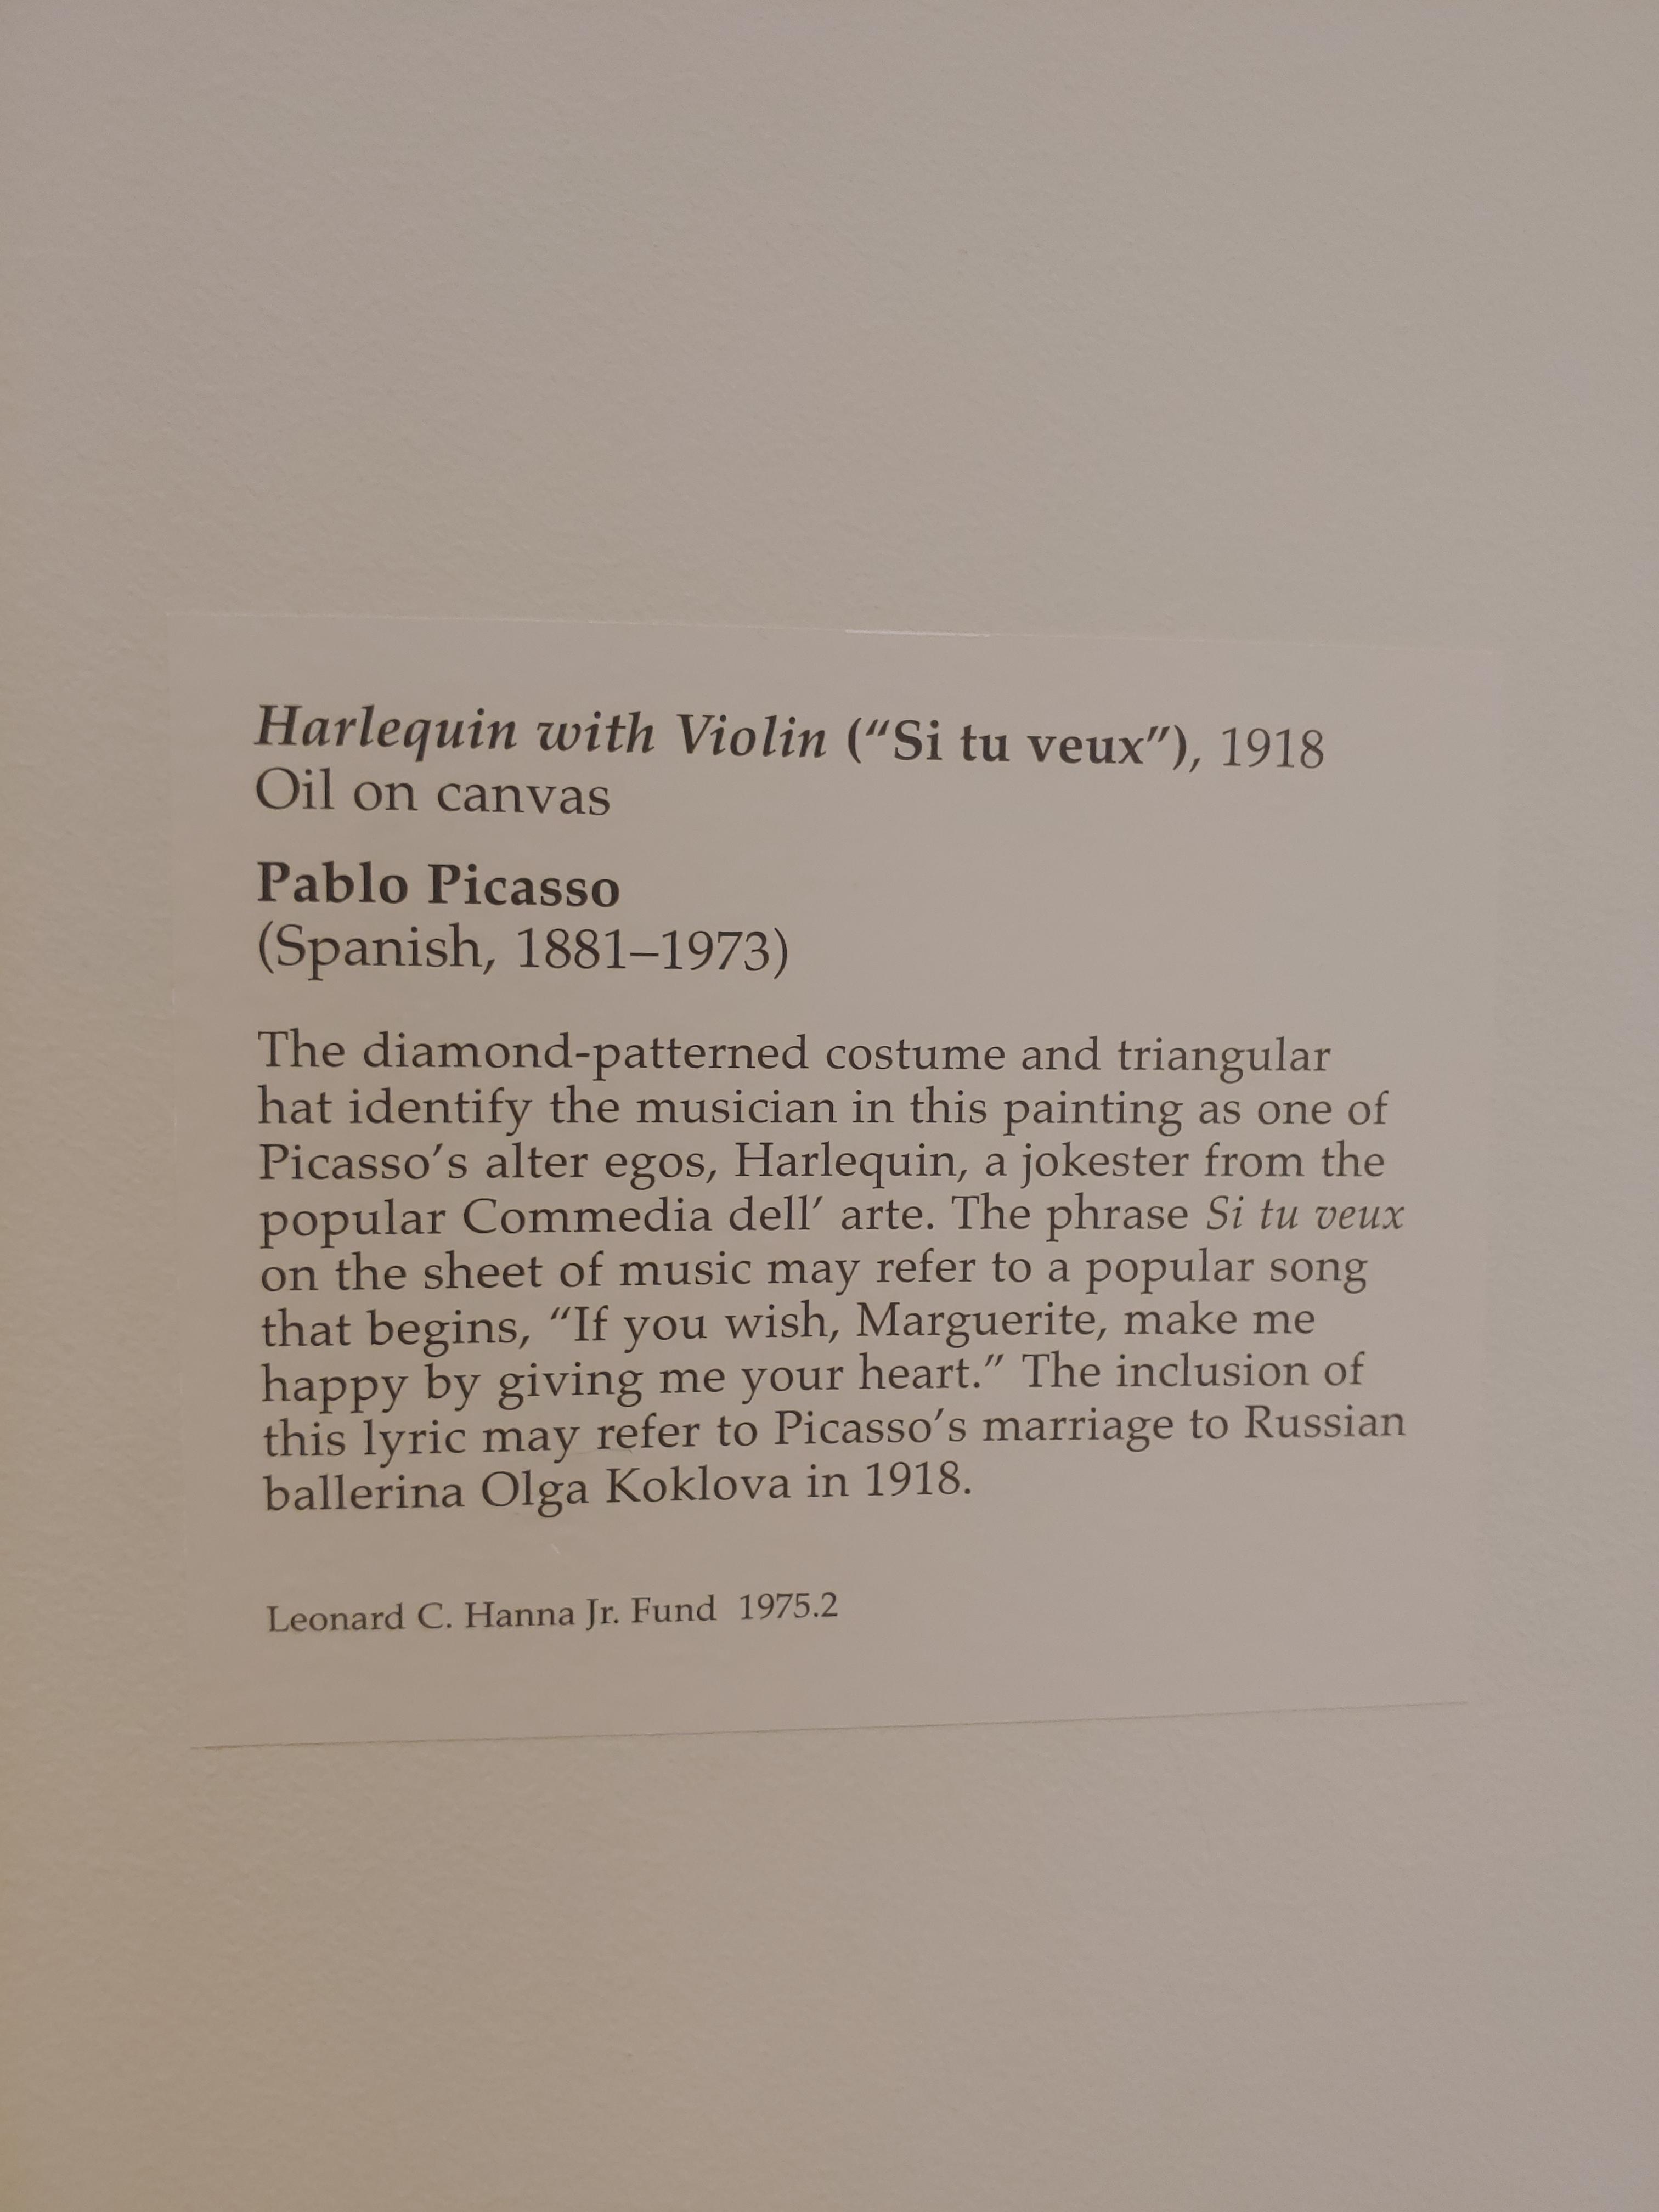 Harlequin with Violin (“Si tu veux”), 1918
Oil on canvas
Pablo Picasso
(Spanish, 1881–1973)
The diamond-patterned costume and triangular
hat identify the musician in this painting as one of
Picasso’s alter egos, Harlequin, a jokester from the
popular Commedia dell’ arte. The phrase Si tu veux
on the sheet of music may refer to a popular song
that begins, “If you wish, Marguerite, make me
happy by giving me your heart.” The inclusion of
this lyric may refer to Picasso’s marriage to Russian
ballerina Olga Koklova in 1918.
Leonard C. Hanna Jr. Fund 1975.2